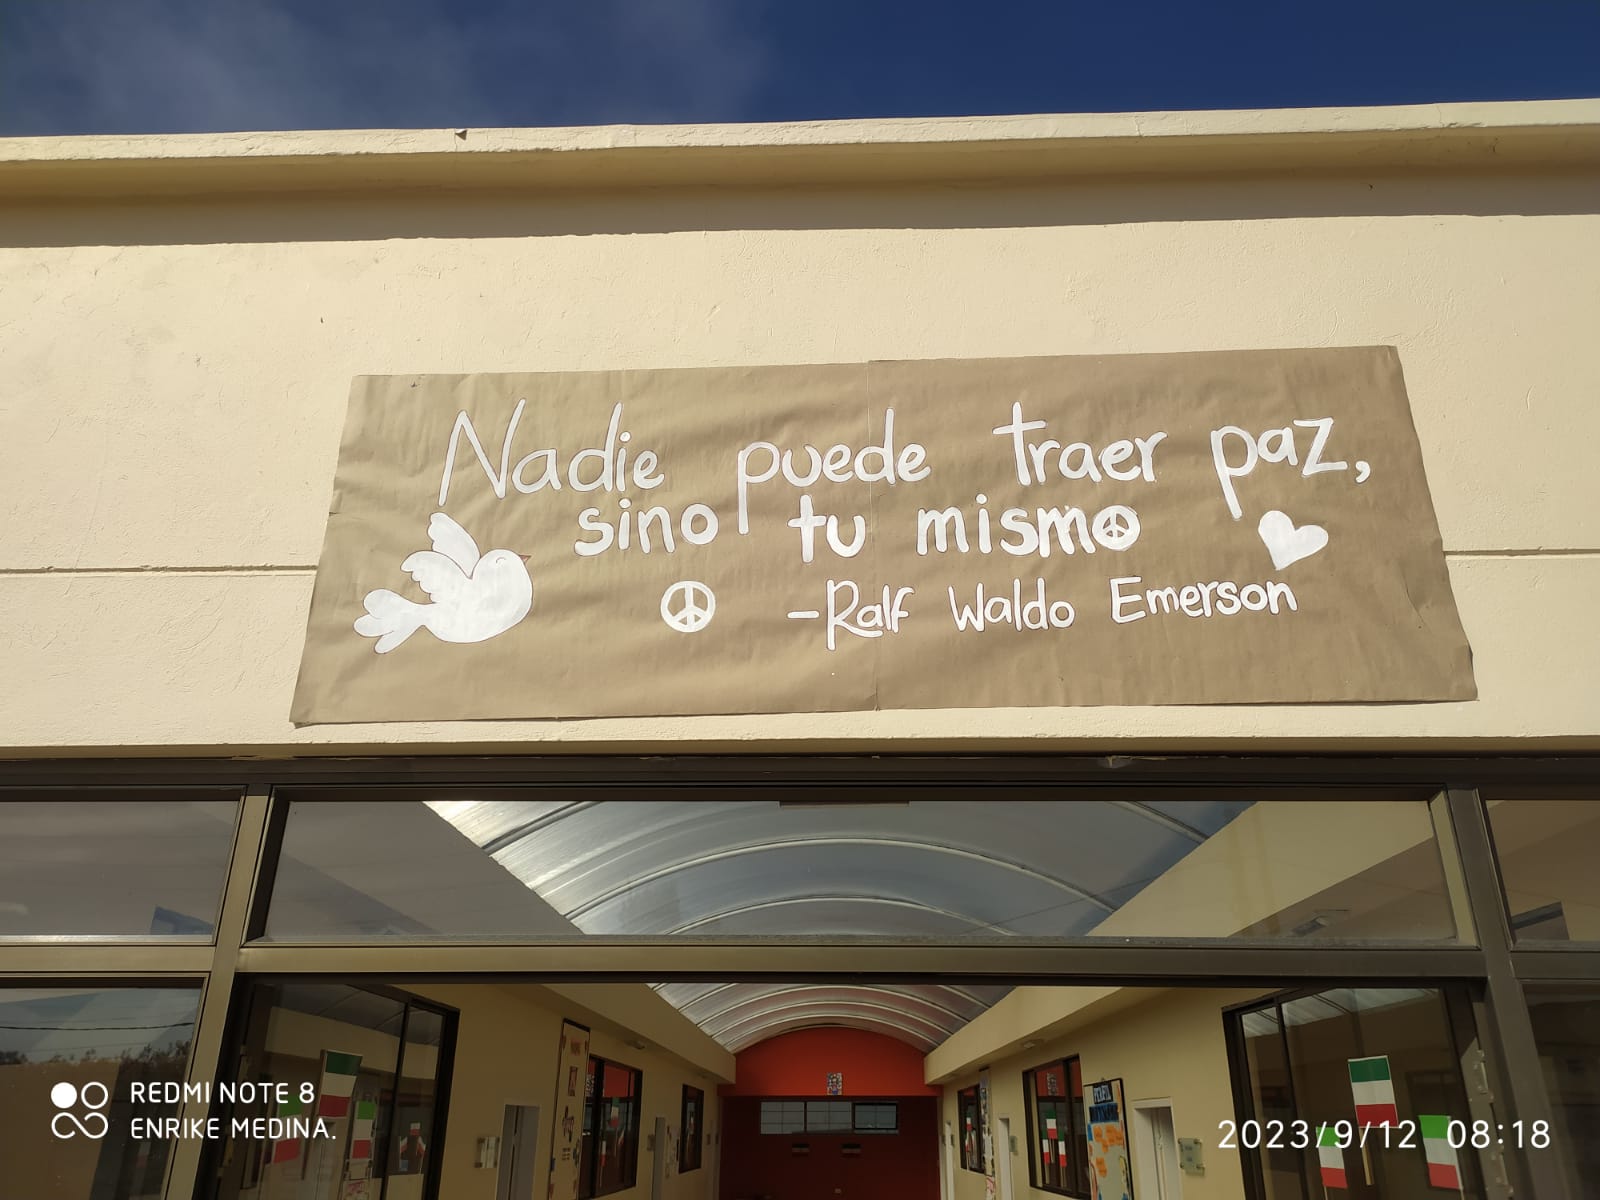 Nadie puede traer paz,
sino tu mismo
-Ralf Waldo Emerson
REDMI NOTE 8
ENRIKE MEDINA.
2023/9/12 08:18